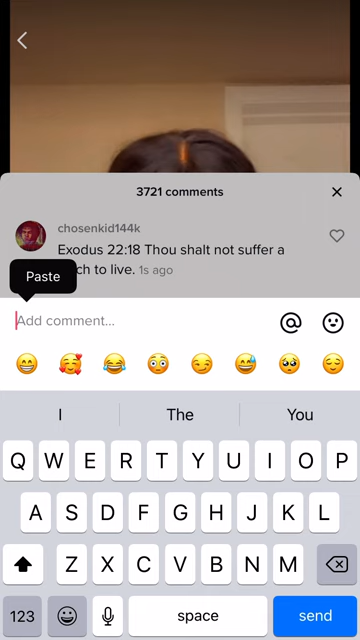 3721 comments
chosenkid144k
Exodus 22:18 Thou shalt not suffer a
ch to live. 1s ago
Paste
Add comment...
I The You
Q W E R T Y U I O P
A S D F G H J K L
Z X C V B N M
123 space send